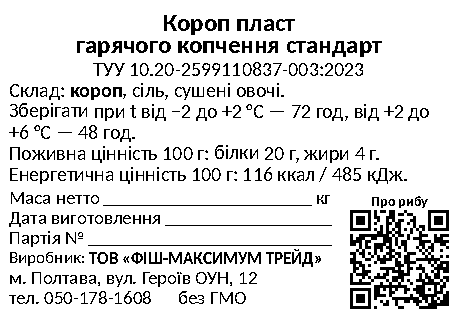 Короп пласт
гарячого копчення стандарт
ТУУ 10.20-2599110837-003:2023
Склад: короп, сіль, сушені овочі.
Зберігати при t від −2 до +2 °C — 72 год, від +2 до
+6 °C — 48 год.
Поживна цінність 100 г: білки 20 г, жири 4 г.
Енергетична цінність 100 г: 116 ккал / 485 кДж.
Маса нетто ____________________ кг
Дата виготовлення ________________
Партія № ________________________
Про рибу
Виробник: ТОВ «ФІШ-МАКСИМУМ ТРЕЙД»
м. Полтава, вул. Героїв ОУН, 12
тел. 050-178-1608 без ГМО